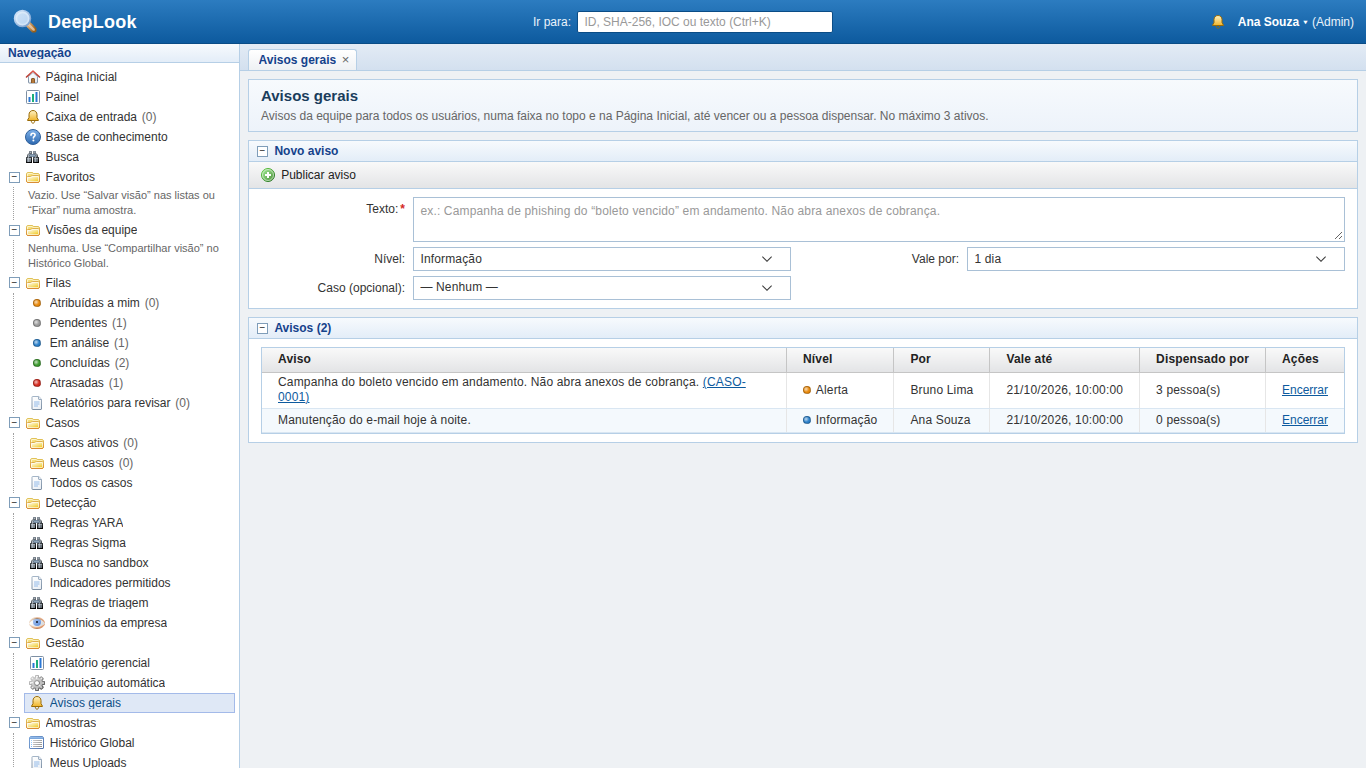 DeepLook
Ir para: ID, SHA-256, IOC ou texto (Ctrl+K)
Ana Souza (Admin)
Navegação
Página Inicial
Painel
Caixa de entrada (0)
Base de conhecimento
Busca
Favoritos
Vazio. Use “Salvar visão” nas listas ou
“Fixar” numa amostra.
Visões da equipe
Nenhuma. Use “Compartilhar visão” no
Histórico Global.
Filas
Atribuídas a mim (0)
Pendentes (1)
Em análise (1)
Concluídas (2)
Atrasadas (1)
Relatórios para revisar (0)
Casos
Casos ativos (0)
Meus casos (0)
Todos os casos
Detecção
Regras YARA
Regras Sigma
Busca no sandbox
Indicadores permitidos
Regras de triagem
Domínios da empresa
Gestão
Relatório gerencial
Atribuição automática
Avisos gerais
Amostras
Histórico Global
Meus Uploads
Avisos gerais ×
Avisos gerais
Avisos da equipe para todos os usuários, numa faixa no topo e na Página Inicial, até vencer ou a pessoa dispensar. No máximo 3 ativos.
Novo aviso
Publicar aviso
Texto:* ex.: Campanha de phishing do “boleto vencido” em andamento. Não abra anexos de cobrança.
Nível: Informação Vale por: 1 dia
Caso (opcional): — Nenhum —
Avisos (2)
Aviso Nível Por Vale até Dispensado por Ações
Campanha do boleto vencido em andamento. Não abra anexos de cobrança. (CASO-
0001) Alerta Bruno Lima 21/10/2026, 10:00:00 3 pessoa(s) Encerrar
Manutenção do e-mail hoje à noite. Informação Ana Souza 21/10/2026, 10:00:00 0 pessoa(s) Encerrar